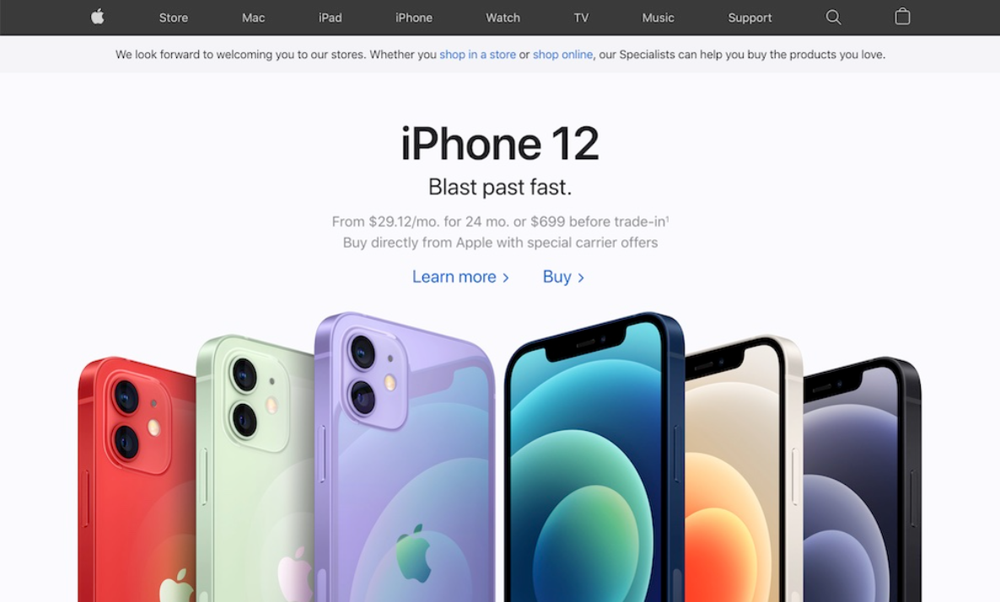 Store Mac iPad iPhone Watch TV Music Support
We look forward to welcoming you to our stores. Whether you shop in a store or shop online, our Specialists can help you buy the products you love.
iPhone 12
Blast past fast.
From $29.12/mo. for 24 mo. or $699 before trade-in¹
Buy directly from Apple with special carrier offers
Learn more > Buy >